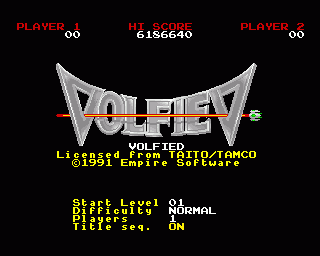 PLAYER 1 HI SCORE PLAYER 2
00 6186640 00
VOLFIED
VOLFIED
Licensed from TAITO/TAMCO
©1991 Empire Software
Start Level 01
Difficulty NORMAL
Players 1
Title seq. ON